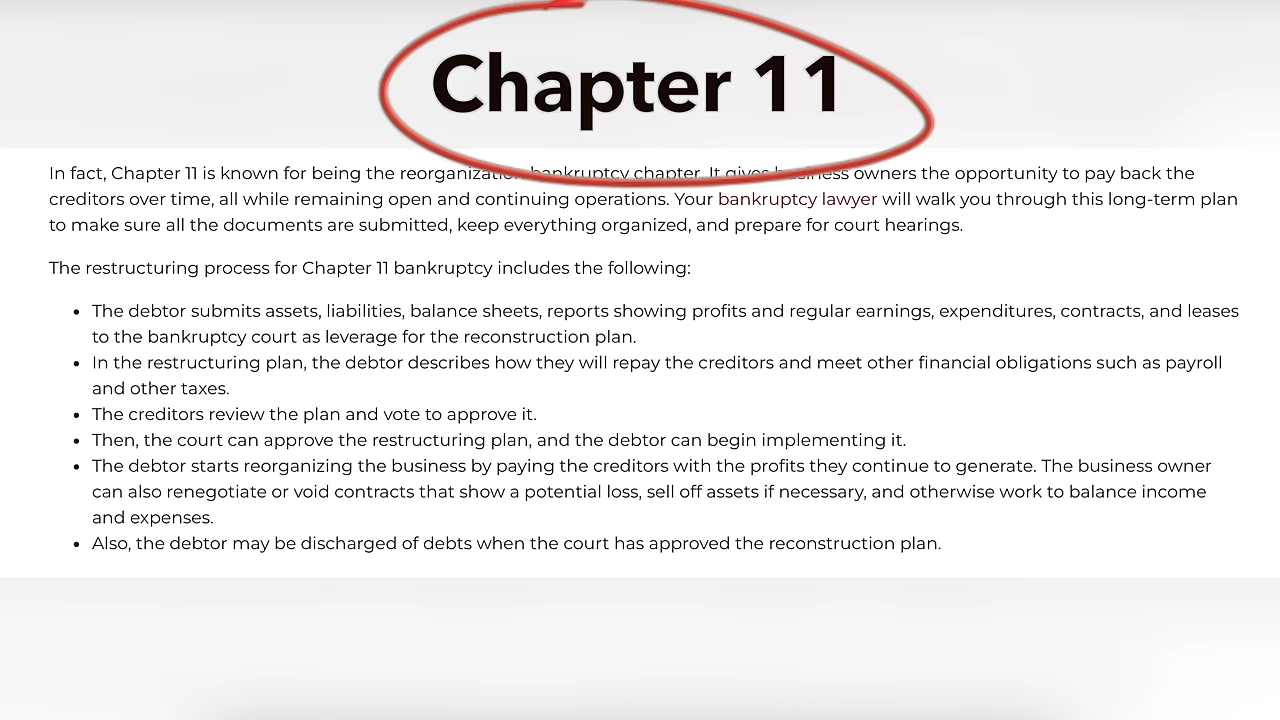 Chapter 11
In fact, Chapter 11 is known for being the reorganization bankruptcy chapter. It gives business owners the opportunity to pay back the
creditors over time, all while remaining open and continuing operations. Your bankruptcy lawyer will walk you through this long-term plan
to make sure all the documents are submitted, keep everything organized, and prepare for court hearings.
The restructuring process for Chapter 11 bankruptcy includes the following:
• The debtor submits assets, liabilities, balance sheets, reports showing profits and regular earnings, expenditures, contracts, and leases
to the bankruptcy court as leverage for the reconstruction plan.
• In the restructuring plan, the debtor describes how they will repay the creditors and meet other financial obligations such as payroll
and other taxes.
• The creditors review the plan and vote to approve it.
• Then, the court can approve the restructuring plan, and the debtor can begin implementing it.
• The debtor starts reorganizing the business by paying the creditors with the profits they continue to generate. The business owner
can also renegotiate or void contracts that show a potential loss, sell off assets if necessary, and otherwise work to balance income
and expenses.
• Also, the debtor may be discharged of debts when the court has approved the reconstruction plan.